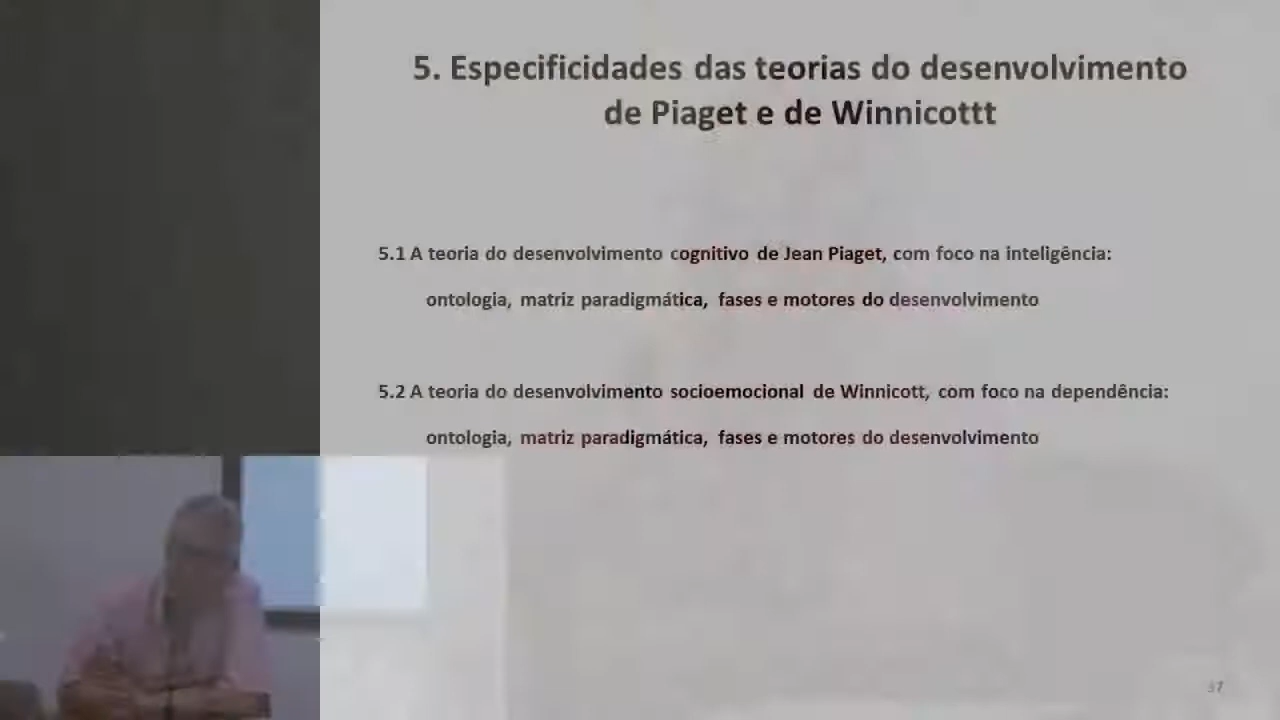 5. Especificidades das teorias do desenvolvimento
de Piaget e de Winnicottt
5.1 A teoria do desenvolvimento cognitivo de Jean Piaget, com foco na inteligência:
ontologia, matriz paradigmática, fases e motores do desenvolvimento
5.2 A teoria do desenvolvimento socioemocional de Winnicott, com foco na dependência:
ontologia, matriz paradigmática, fases e motores do desenvolvimento
37